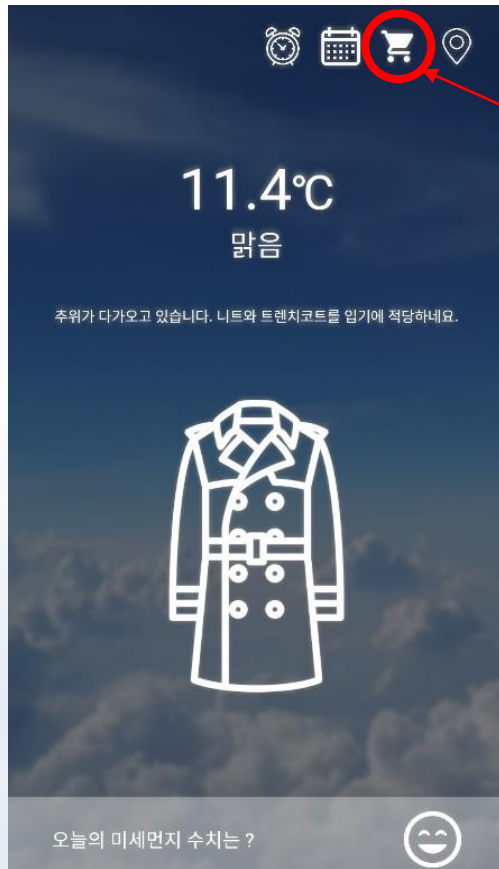 11.4℃
맑음
추위가 다가오고 있습니다. 니트와 트렌치코트를 입기에 적당하네요.
오늘의 미세먼지 수치는 ?